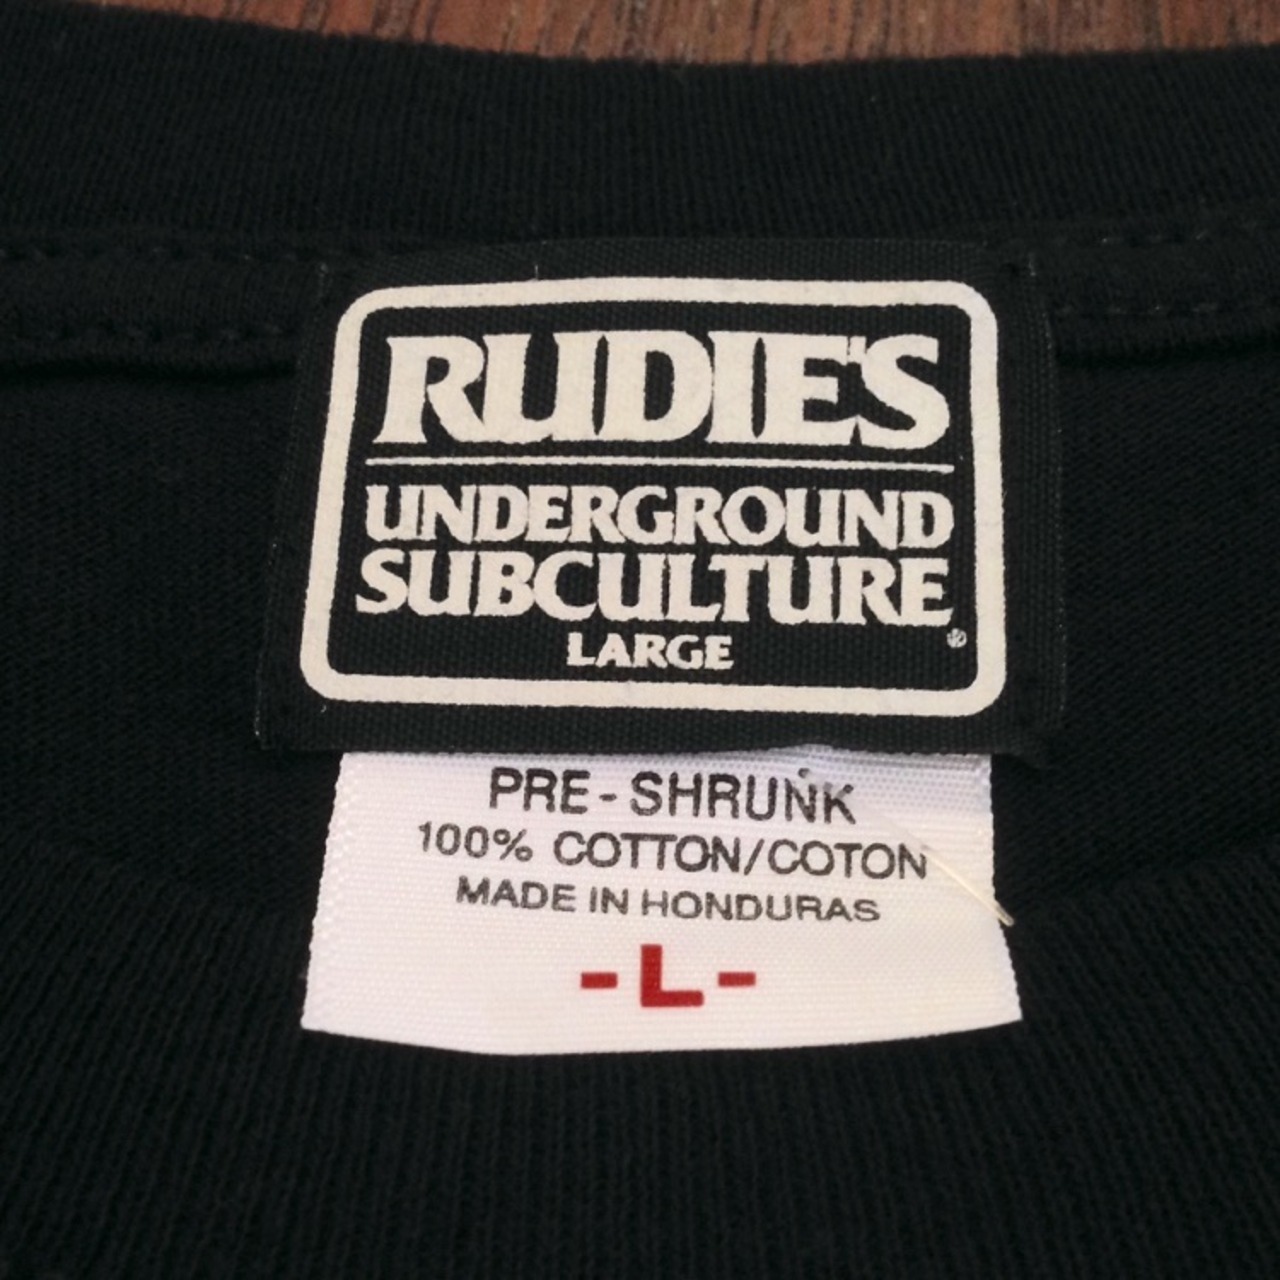 RUDIE'S
UNDERGROUND
SUBCULTURE
LARGE
PRE-SHRUNK
100% COTTON/COTON
MADE IN HONDURAS
-L-